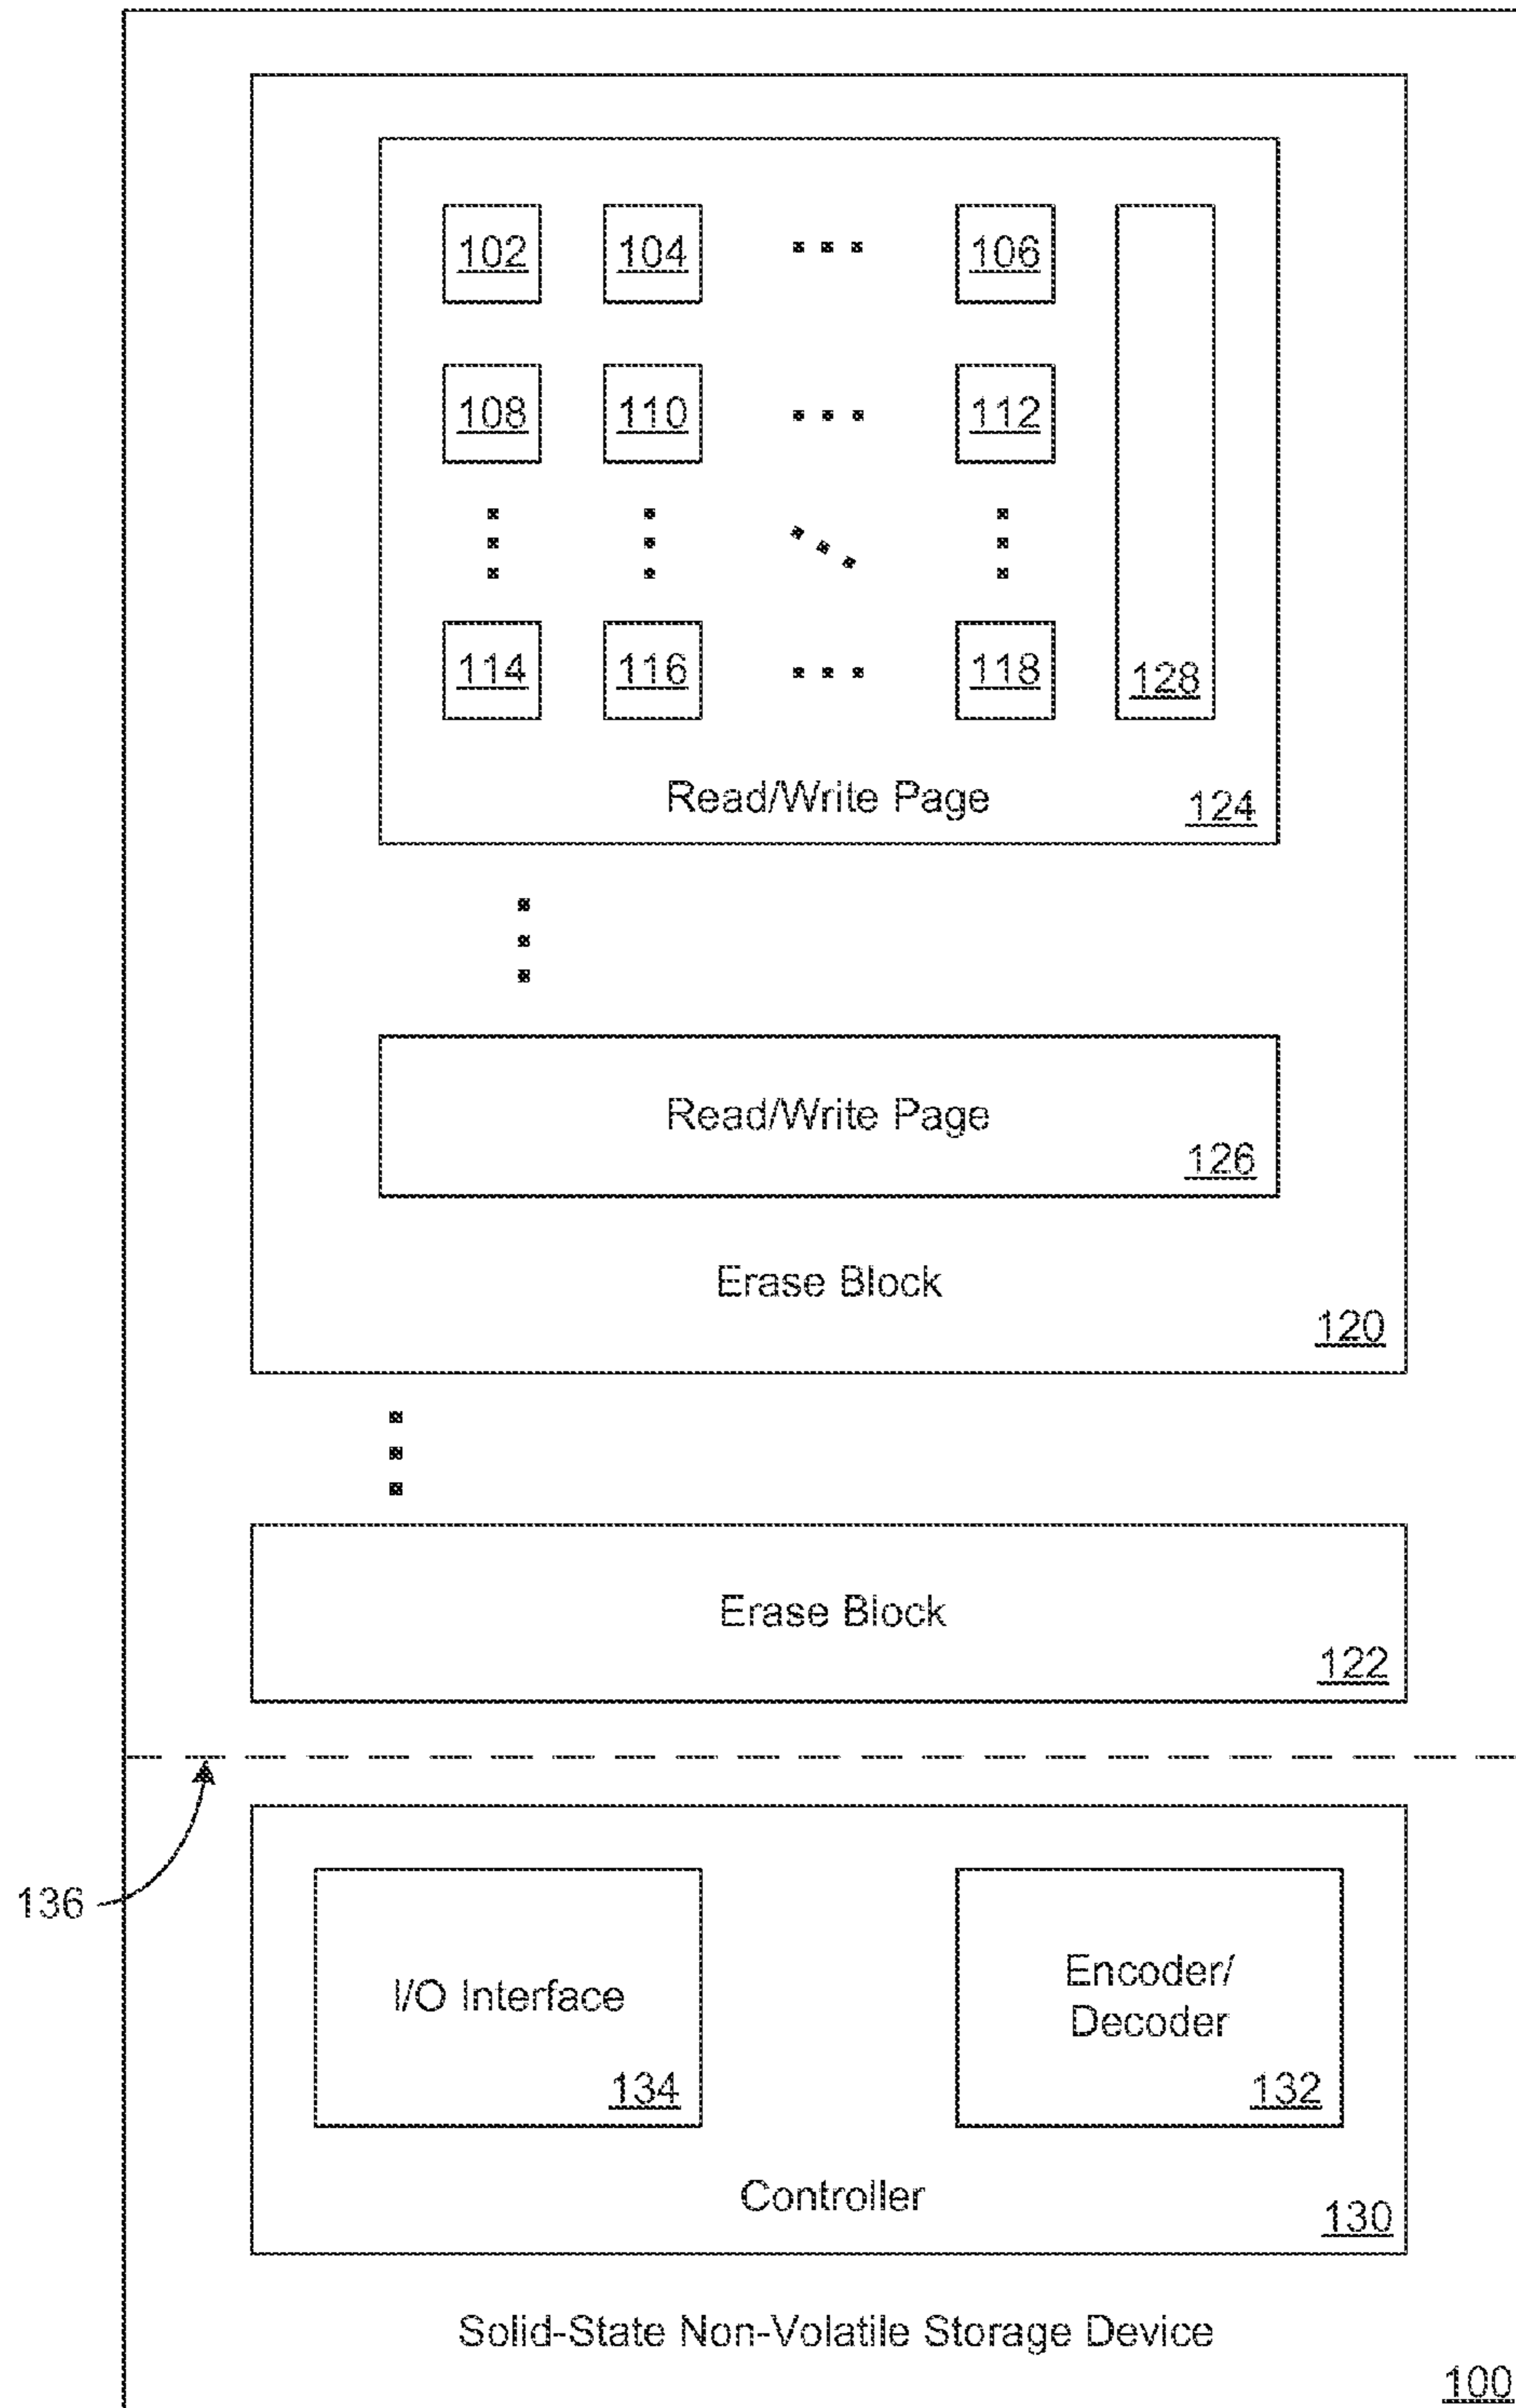 102 104 106
108 110 112
114 116 118 128
Read/Write Page 124
Read/Write Page
126
Erase Block
120
Erase Block
122
136
I/O Interface
134
Encoder/
Decoder
132
Controller
130
Solid-State Non-Volatile Storage Device
100